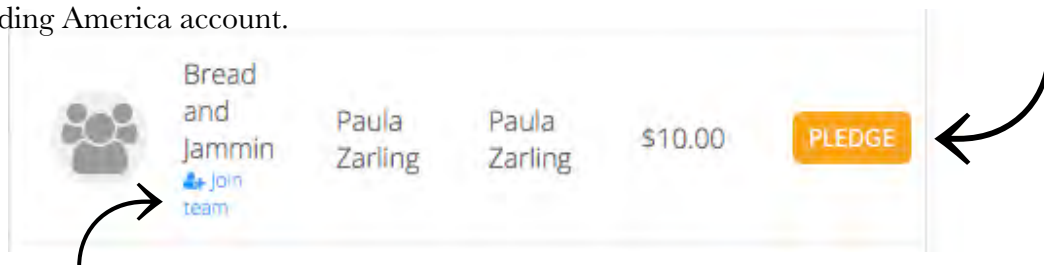 ding America account.
Bread
and
Jammin
Join
team
Paula
Zarling
Paula
Zarling
$10.00
PLEDGE